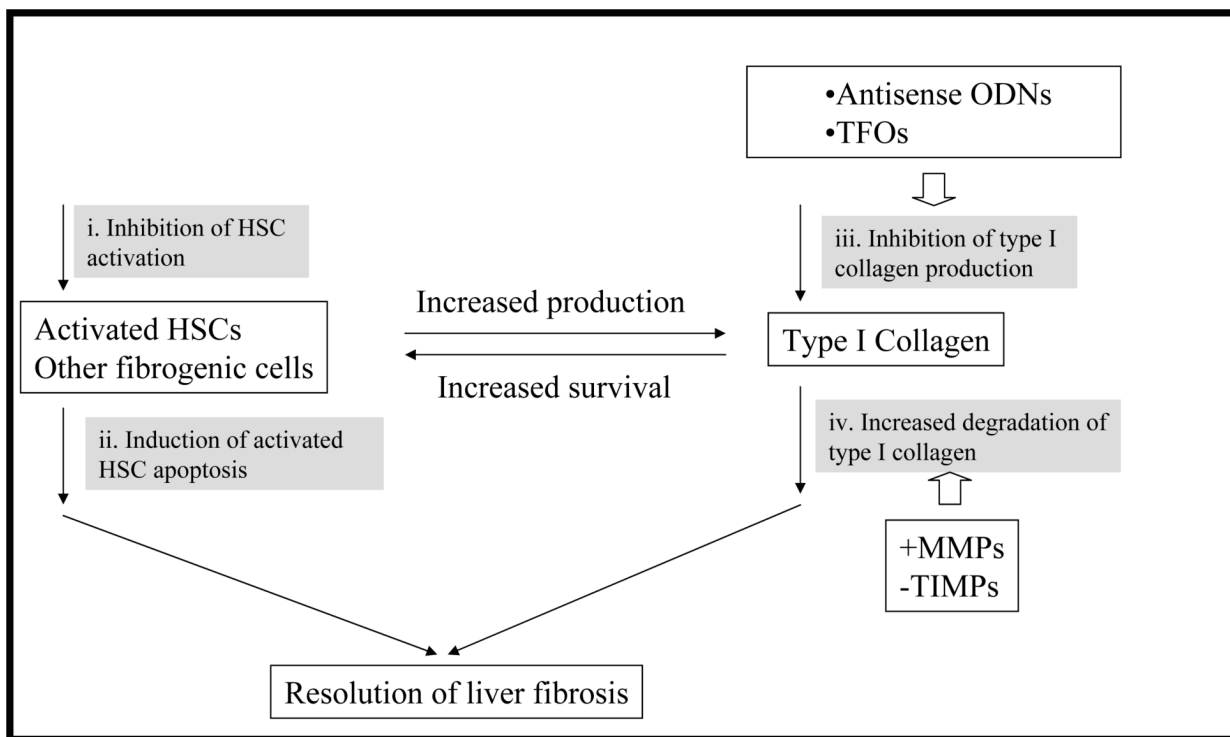 •Antisense ODNs
•TFOs
i. Inhibition of HSC
activation
iii. Inhibition of type I
collagen production
Increased production
Activated HSCs
Other fibrogenic cells
Type I Collagen
Increased survival
ii. Induction of activated
HSC apoptosis
iv. Increased degradation of
type I collagen
+MMPs
-TIMPs
Resolution of liver fibrosis